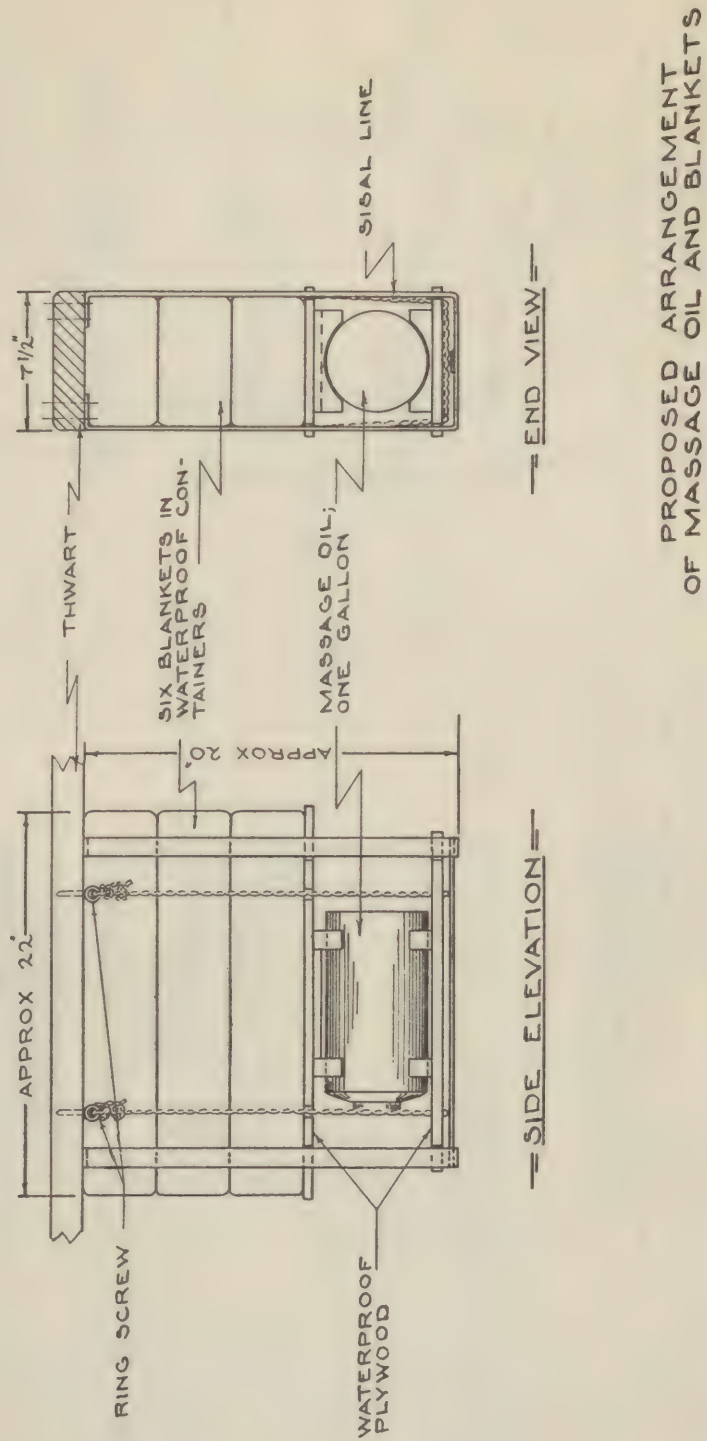 APPROX 22"
THWART
7 1/2"
RING SCREW
SIX BLANKETS IN
WATERPROOF CON-
TAINERS
APPROX 20"
MASSAGE OIL;
ONE GALLON
SISAL LINE
WATERPROOF
PLYWOOD
=SIDE ELEVATION=
=END VIEW=
PROPOSED ARRANGEMENT
OF MASSAGE OIL AND BLANKETS